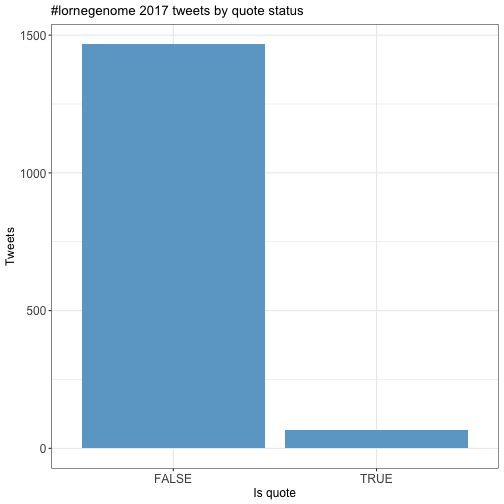 #lornegenome 2017 tweets by quote status
1500
1000
500
0
Tweets
FALSE TRUE
Is quote